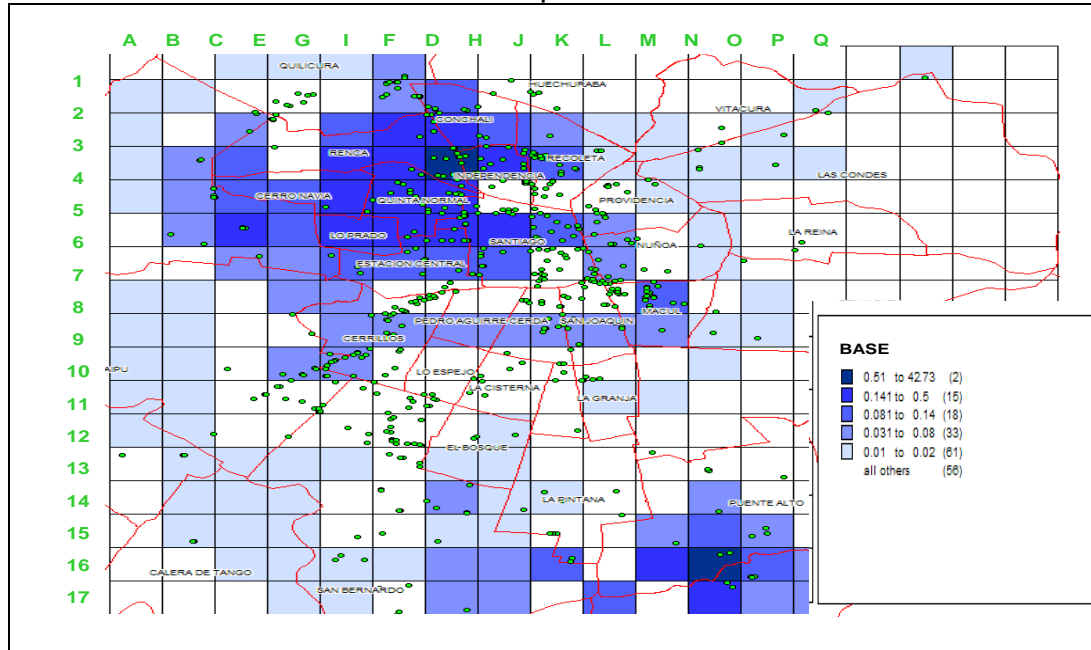 A B C E G I F D H J K L M N O P Q
QUILICURA
1
HUECHURABA
VITACURA
2
CONCHALI
3
RENCA
RECOLETA
4
INDEPENDENCIA
LAS CONDES
CERRO NAVIA
QUINTA NORMAL
PROVIDENCIA
5
LO PRADO
SANTIAGO
LA REINA
6
ÑUÑOA
ESTACION CENTRAL
7
8
MACUL
PEDRO AGUIRRE CERDA
SAN JOAQUIN
9
CERRILLOS
BASE
10
AIPU
LO ESPEJO
0.51 to 42.73 (2)
LA CISTERNA
0.141 to 0.5 (15)
11
LA GRANJA
0.081 to 0.14 (18)
0.031 to 0.08 (33)
12
EL BOSQUE
0.01 to 0.02 (61)
all others (56)
13
14
LA PINTANA
PUENTE ALTO
15
16
CALERA DE TANGO
SAN BERNARDO
17